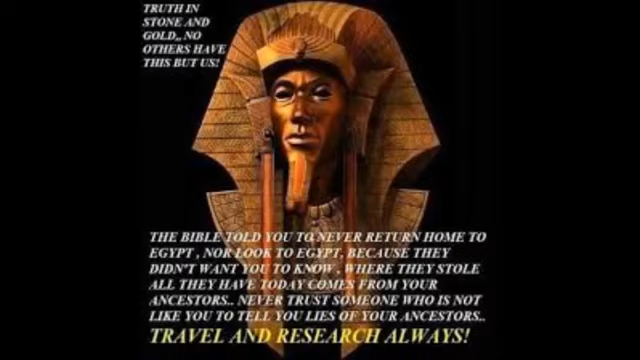 TRUTH IN
STONE AND
GOLD,, NO
OTHERS HAVE
THIS BUT US!
THE BIBLE TOLD YOU TO NEVER RETURN HOME TO
EGYPT , NOR LOOK TO EGYPT, BECAUSE THEY
DIDN'T WANT YOU TO KNOW . WHERE THEY STOLE
ALL THEY HAVE TODAY COMES FROM YOUR
ANCESTORS.. NEVER TRUST SOMEONE WHO IS NOT
LIKE YOU TO TELL YOU LIES OF YOUR ANCESTORS..
TRAVEL AND RESEARCH ALWAYS!